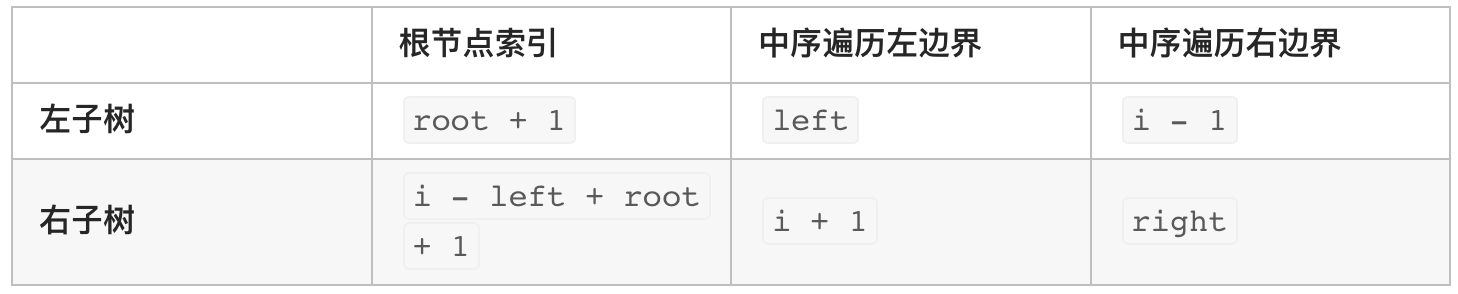 根节点索引 中序遍历左边界 中序遍历右边界
左子树 root + 1 left i - 1
右子树 i - left + root
+ 1 i + 1 right